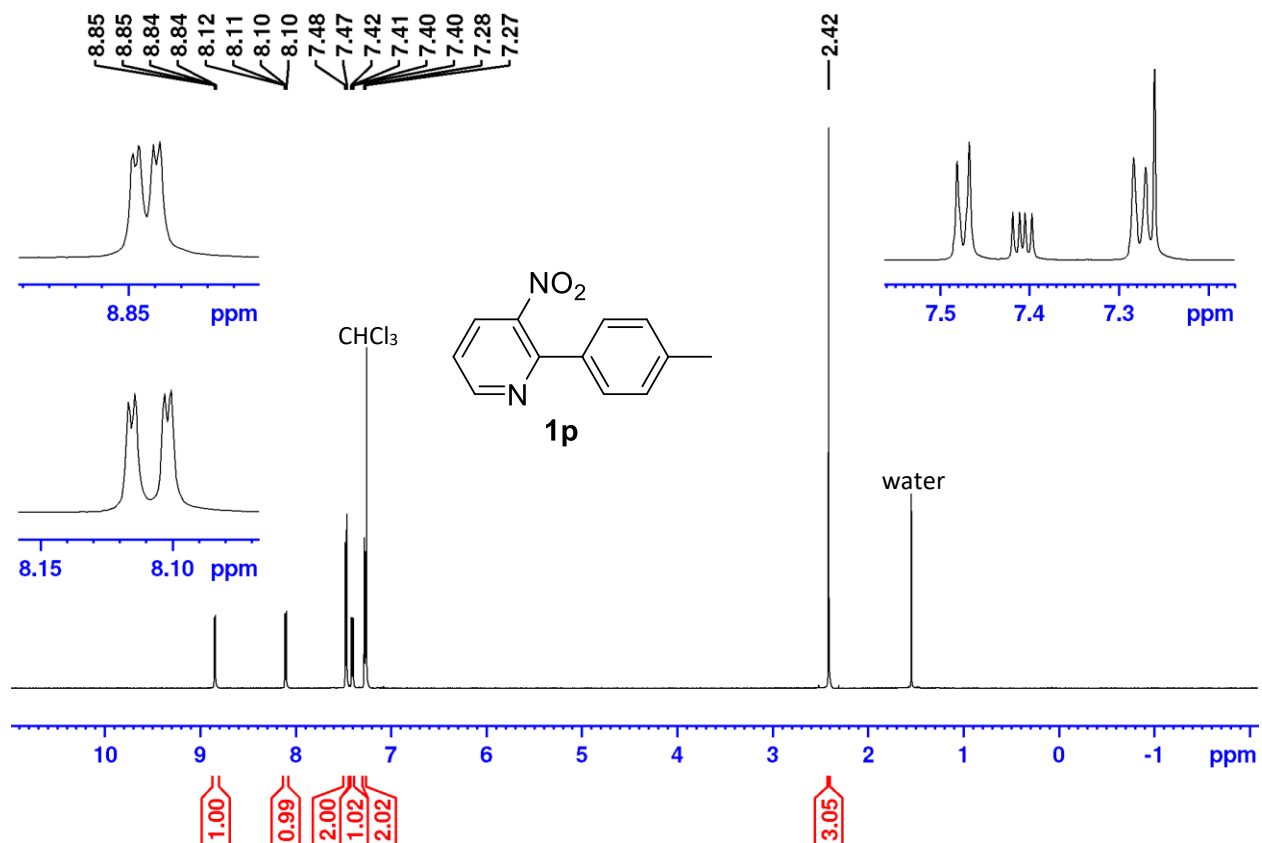 8.85 8.85 8.84 8.84 8.12 8.11 8.10 8.10 7.48 7.47 7.42 7.41 7.40 7.40 7.28 7.27 2.42
8.85 ppm
7.5 7.4 7.3 ppm
NO2
CHCl3
N
1p
water
8.15 8.10 ppm
10 9 8 7 6 5 4 3 2 1 0 -1 ppm
1.00 0.99 2.00 1.02 2.02 3.05